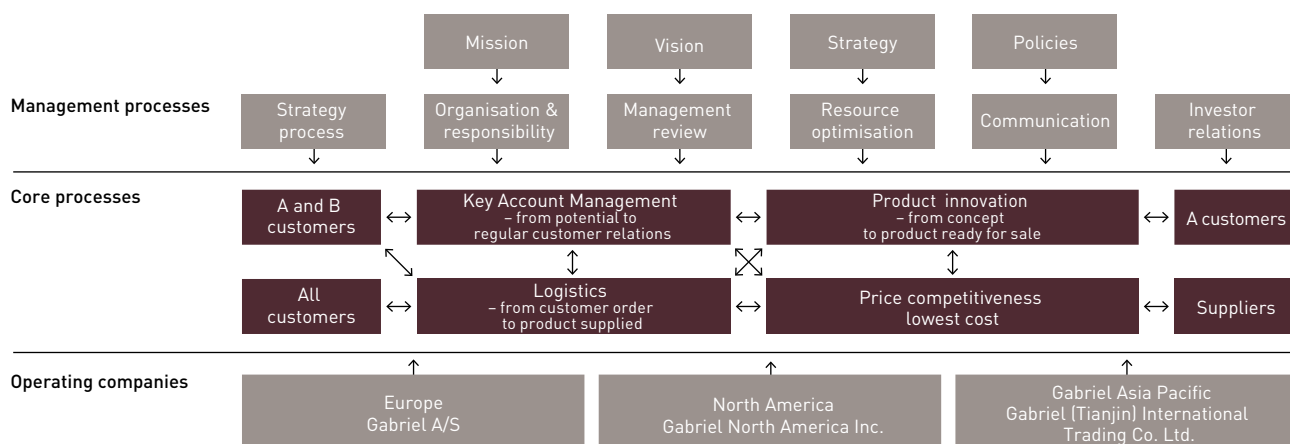 Mission
Vision
Strategy
Policies
Management processes
Strategy
process
Organisation &
responsibility
Management
review
Resource
optimisation
Communication
Investor
relations
Core processes
A and B
customers
Key Account Management
– from potential to
regular customer relations
Product innovation
– from concept
to product ready for sale
A customers
All
customers
Logistics
– from customer order
to product supplied
Price competitiveness
lowest cost
Suppliers
Operating companies
Europe
Gabriel A/S
North America
Gabriel North America Inc.
Gabriel Asia Pacific
Gabriel (Tianjin) International
Trading Co. Ltd.